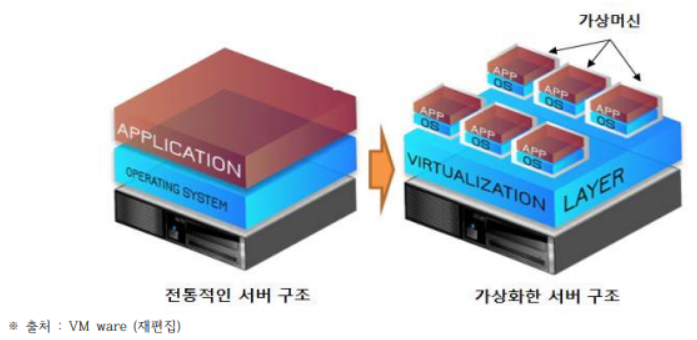 가상머신
APP
OS
APP
OS
APP
OS
APP
OS
APP
OS
APP
OS
APPLICATION
OPERATING SYSTEM
VIRTUALIZATION LAYER
전통적인 서버 구조
가상화한 서버 구조
※ 출처 : VM ware (재편집)